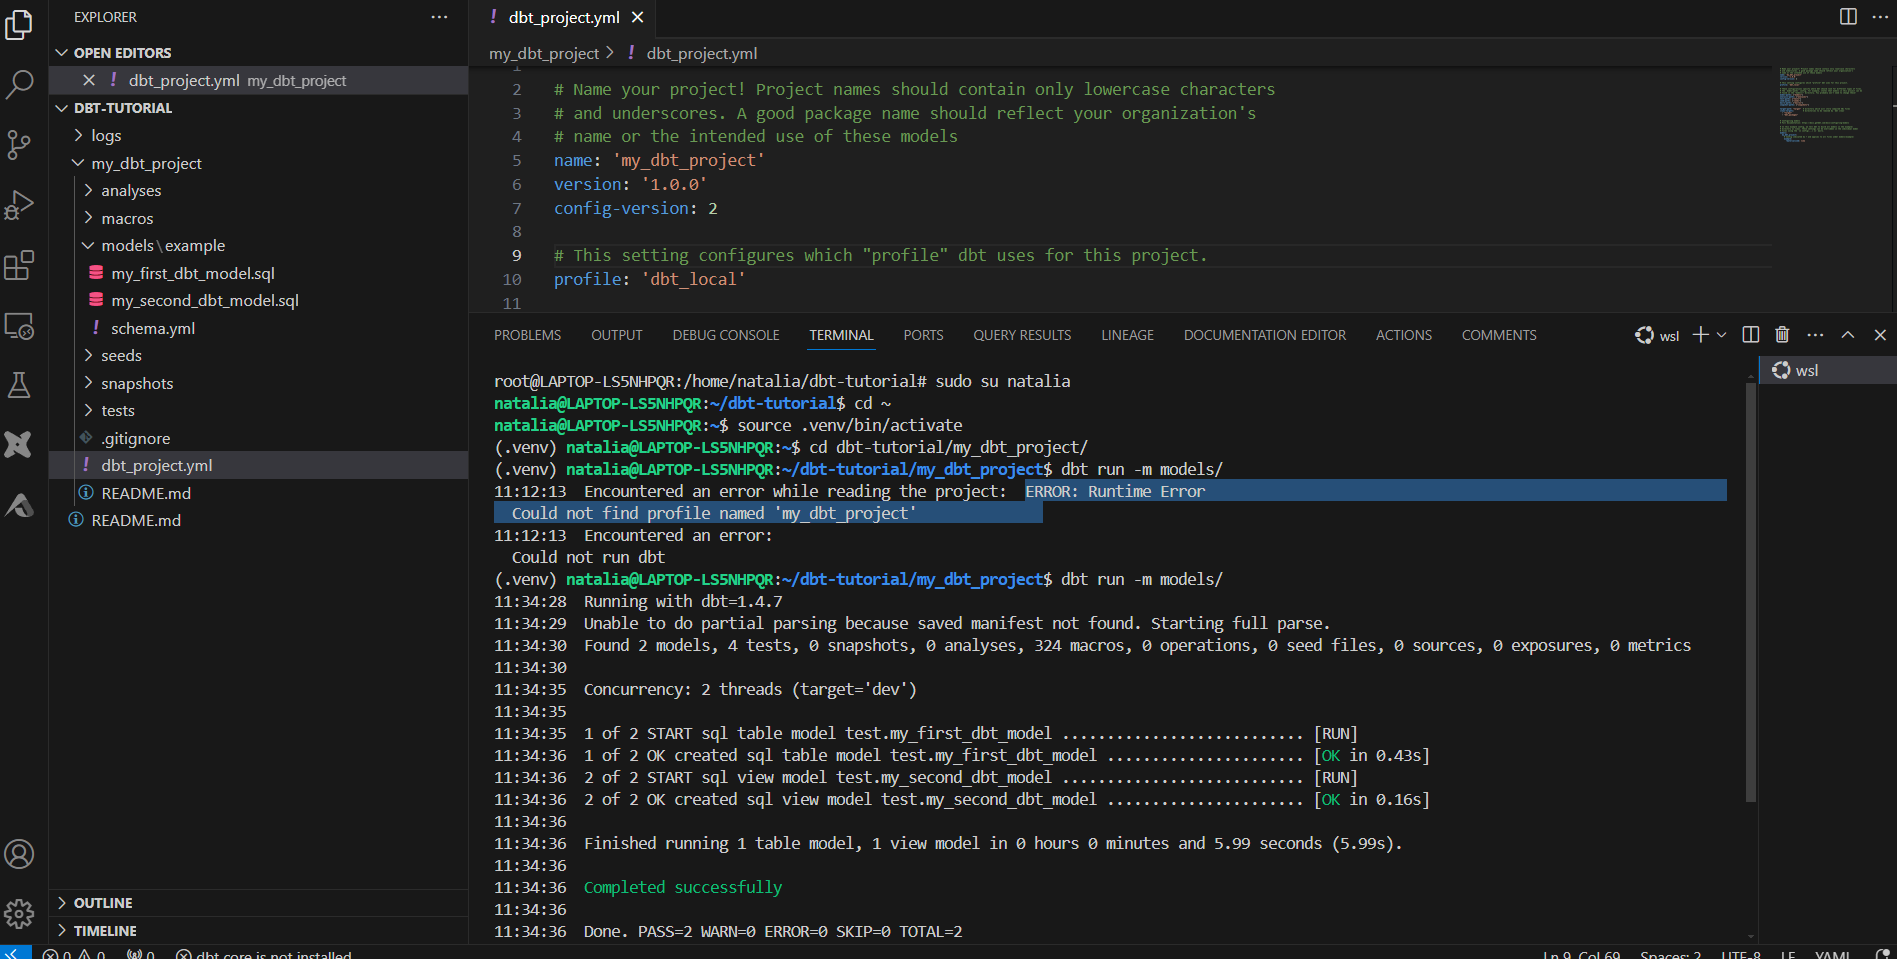 EXPLORER
OPEN EDITORS
dbt_project.yml my_dbt_project
DBT-TUTORIAL
logs
my_dbt_project
analyses
macros
models\example
my_first_dbt_model.sql
my_second_dbt_model.sql
schema.yml
seeds
snapshots
tests
.gitignore
dbt_project.yml
README.md
README.md
OUTLINE
TIMELINE
dbt_project.yml
my_dbt_project > ! dbt_project.yml
2 # Name your project! Project names should contain only lowercase characters
3 # and underscores. A good package name should reflect your organization's
4 # name or the intended use of these models
5 name: 'my_dbt_project'
6 version: '1.0.0'
7 config-version: 2
8
9 # This setting configures which "profile" dbt uses for this project.
10 profile: 'dbt_local'
11
PROBLEMS OUTPUT DEBUG CONSOLE TERMINAL PORTS QUERY RESULTS LINEAGE DOCUMENTATION EDITOR ACTIONS COMMENTS wsl
wsl
root@LAPTOP-LS5NHPQR:/home/natalia/dbt-tutorial# sudo su natalia
natalia@LAPTOP-LS5NHPQR:~/dbt-tutorial$ cd ~
natalia@LAPTOP-LS5NHPQR:~$ source .venv/bin/activate
(.venv) natalia@LAPTOP-LS5NHPQR:~$ cd dbt-tutorial/my_dbt_project/
(.venv) natalia@LAPTOP-LS5NHPQR:~/dbt-tutorial/my_dbt_project$ dbt run -m models/
11:12:13 Encountered an error while reading the project: ERROR: Runtime Error
Could not find profile named 'my_dbt_project'
11:12:13 Encountered an error:
Could not run dbt
(.venv) natalia@LAPTOP-LS5NHPQR:~/dbt-tutorial/my_dbt_project$ dbt run -m models/
11:34:28 Running with dbt=1.4.7
11:34:29 Unable to do partial parsing because saved manifest not found. Starting full parse.
11:34:30 Found 2 models, 4 tests, 0 snapshots, 0 analyses, 324 macros, 0 operations, 0 seed files, 0 sources, 0 exposures, 0 metrics
11:34:30
11:34:35 Concurrency: 2 threads (target='dev')
11:34:35
11:34:35 1 of 2 START sql table model test.my_first_dbt_model ........................... [RUN]
11:34:36 1 of 2 OK created sql table model test.my_first_dbt_model ...................... [OK in 0.43s]
11:34:36 2 of 2 START sql view model test.my_second_dbt_model ........................... [RUN]
11:34:36 2 of 2 OK created sql view model test.my_second_dbt_model ...................... [OK in 0.16s]
11:34:36
11:34:36 Finished running 1 table model, 1 view model in 0 hours 0 minutes and 5.99 seconds (5.99s).
11:34:36
11:34:36 Completed successfully
11:34:36
11:34:36 Done. PASS=2 WARN=0 ERROR=0 SKIP=0 TOTAL=2
0 0 0 dbt core is not installed Ln 9, Col 69 Spaces: 2 UTF-8 LF YAML